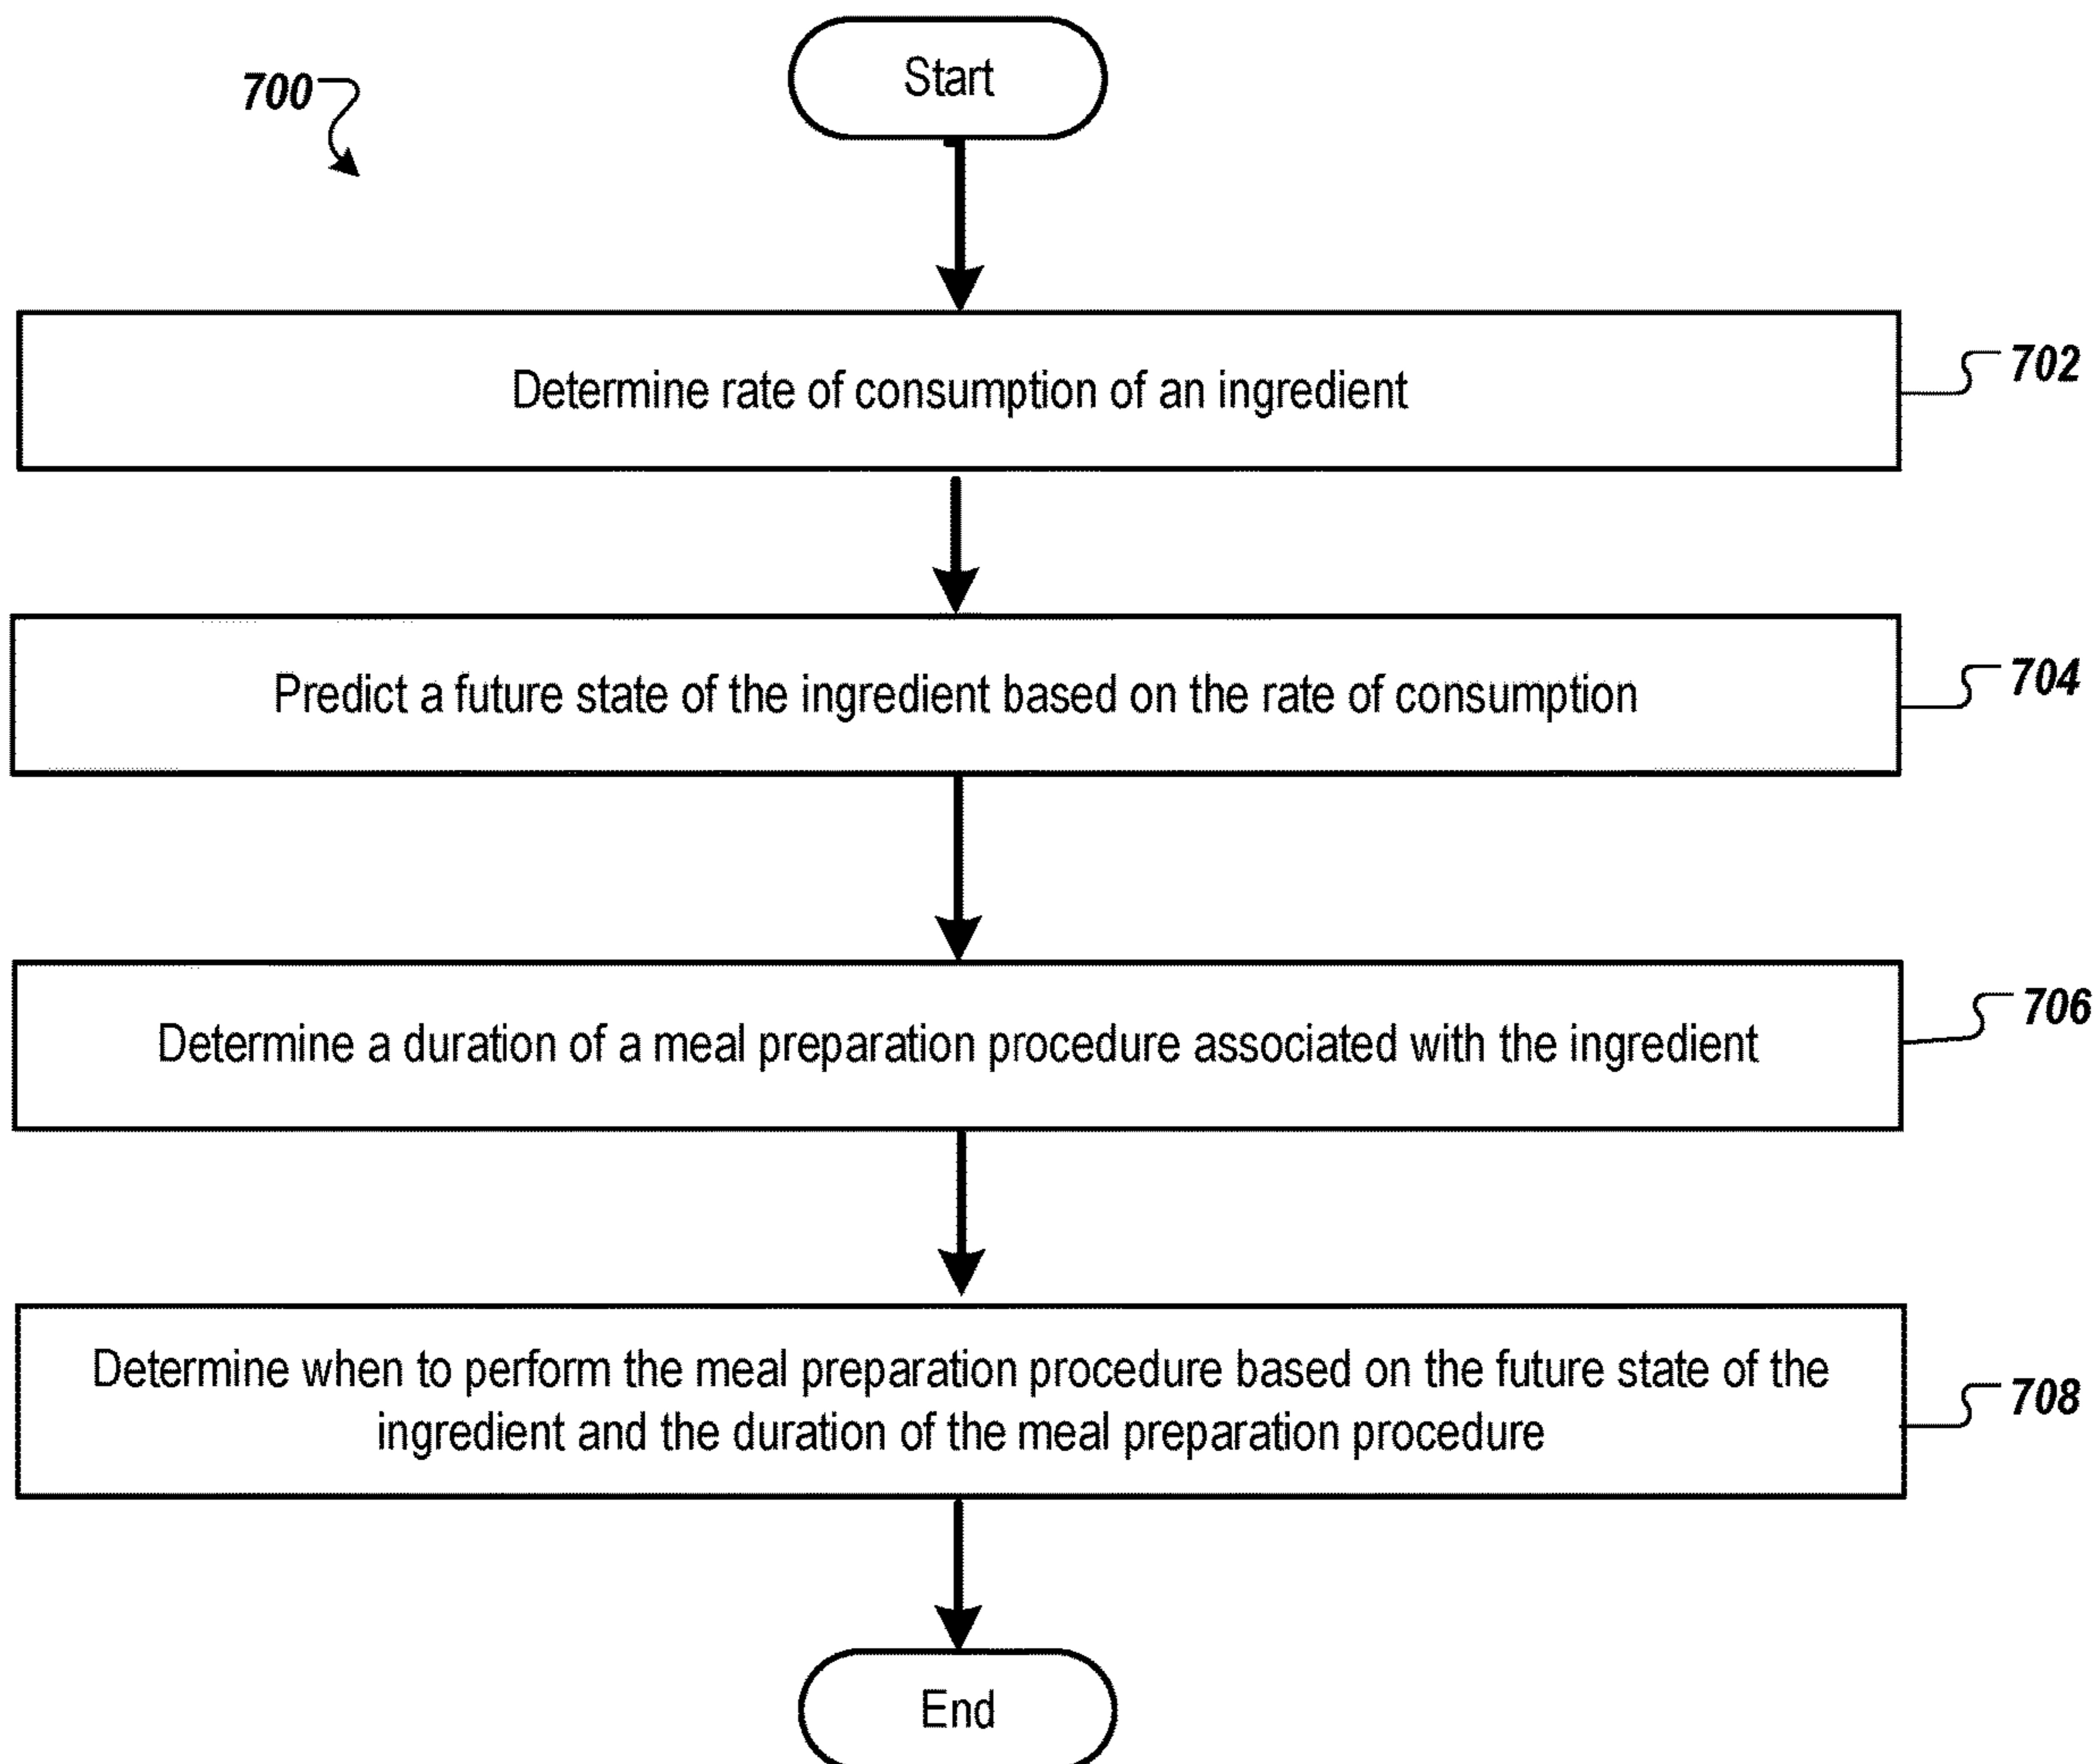 Start
700
Determine rate of consumption of an ingredient
702
Predict a future state of the ingredient based on the rate of consumption
704
Determine a duration of a meal preparation procedure associated with the ingredient
706
Determine when to perform the meal preparation procedure based on the future state of the
ingredient and the duration of the meal preparation procedure
708
End